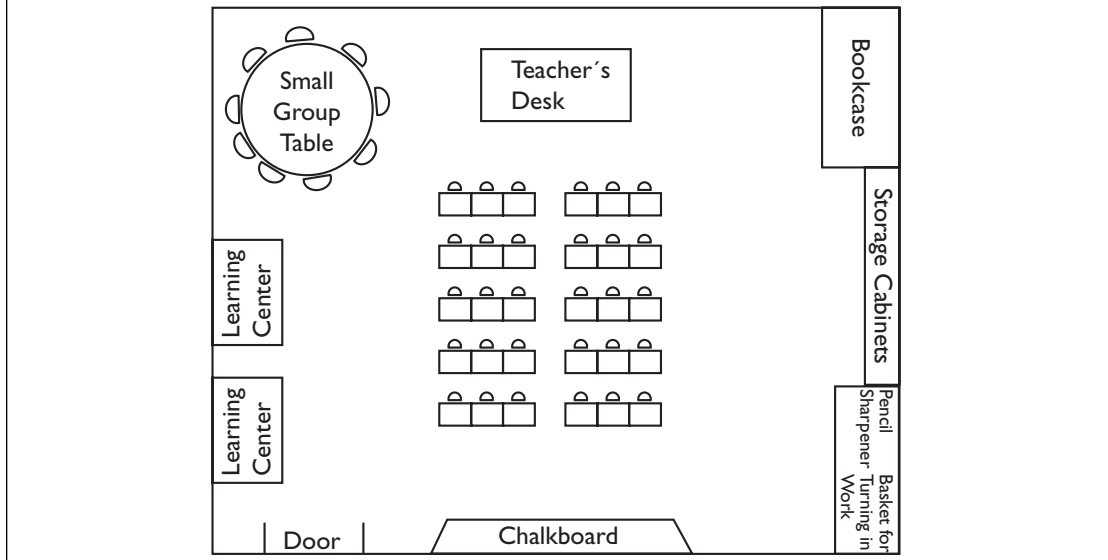 Small
Group
Table
Teacher´s
Desk
Bookcase
Storage Cabinets
Learning
Center
Learning
Center
Pencil
Sharpener
Basket for
Turning in
Work
Door
Chalkboard